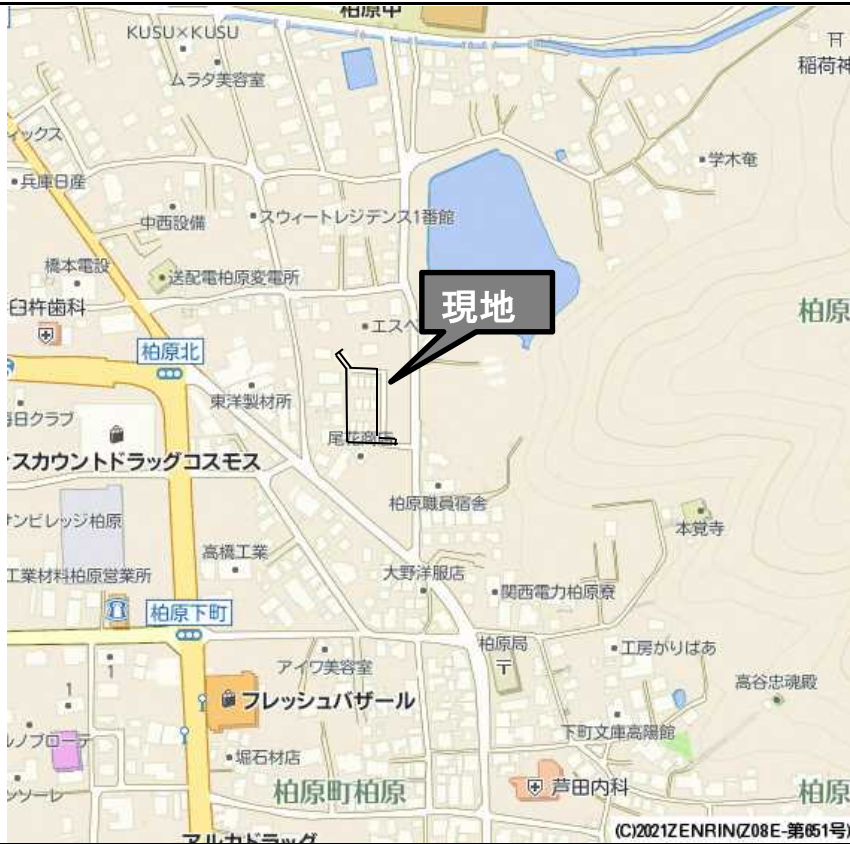 柏原中
KUSU×KUSU
ムラタ美容室
稲荷神
ィックス
兵庫日産
学木奄
中西設備
スウィートレジデンス1番館
橋本電設
送配電柏原変電所
臼杵歯科
エスペ
現地
柏原
柏原北
東洋製材所
毎日クラブ
尾花商店
スカウントドラッグコスモス
柏原職員宿舎
サンビレッジ柏原
本覚寺
高橋工業
工業材料柏原営業所
大野洋服店
関西電力柏原寮
柏原下町
柏原局
工房がりばあ
アイワ美容室
1
1
高谷忠魂殿
フレッシュバザール
ルノブローテ
下町文庫高陽館
堀石材店
ンソーレ
柏原町柏原
芦田内科
柏原
アルカドラッグ
(C)2021ZENRIN(Z08E-第651号)